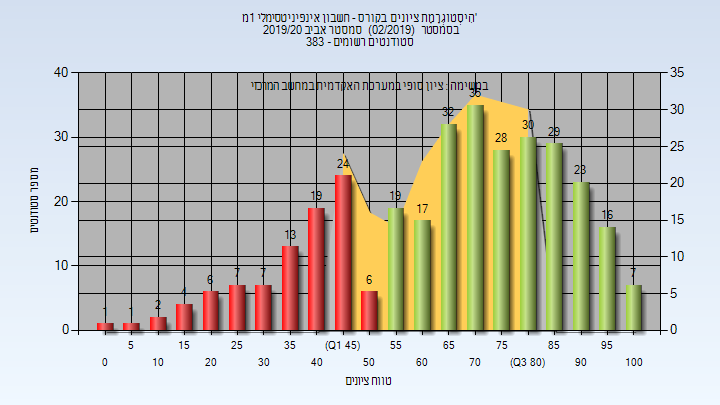 היסטוגרמת ציונים בקורס - חשבון אינפיניטסימלי 1מ'
בסמסטר (02/2019) סמסטר אביב 2019/20
סטודנטים רשומים - 383
במשימה : ציון סופי במערכת האקדמית במחשב המרכזי
מספר סטודנטים
40 30 20 10 0
35 30 25 20 15 10 5 0
1 1 2 4 6 7 7 13 19 24 6 19 17 32 35 28 30 29 23 16 7
5 15 25 35 (Q1 45) 55 65 75 85 95
0 10 20 30 40 50 60 70 (Q3 80) 90 100
טווח ציונים